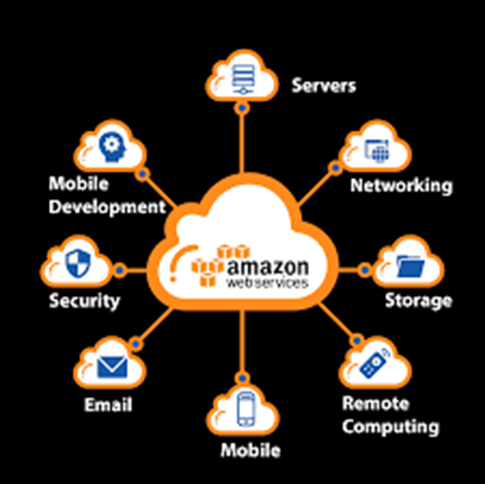 Servers
Mobile
Development
Networking
amazon
webservices
Security
Storage
Email
Remote
Computing
Mobile